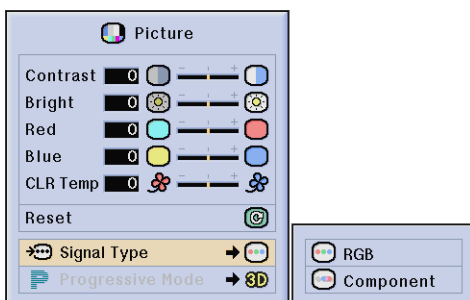 Picture
Contrast 0 - +
Bright 0 - +
Red 0 - +
Blue 0 - +
CLR Temp 0 - +
Reset
Signal Type
Progressive Mode 3D
RGB
Component